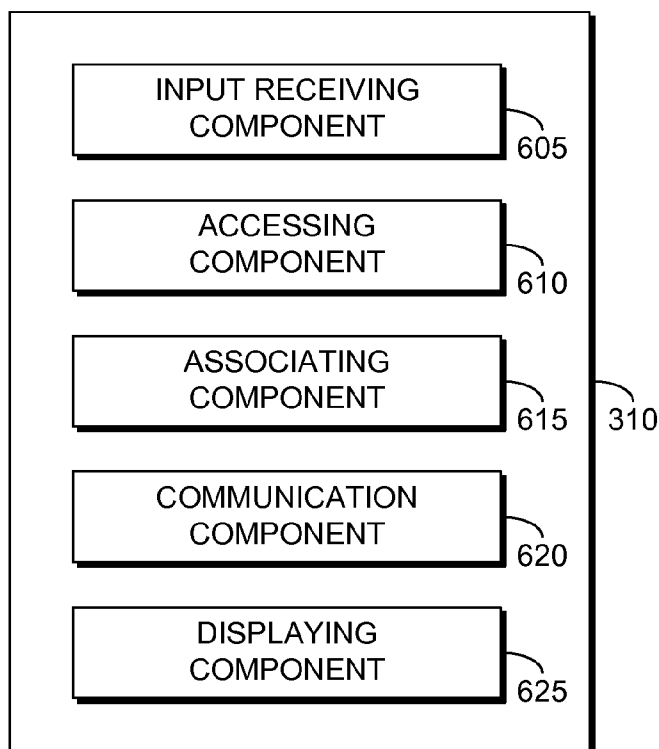 INPUT RECEIVING
COMPONENT
605
ACCESSING
COMPONENT
610
ASSOCIATING
COMPONENT
615
310
COMMUNICATION
COMPONENT
620
DISPLAYING
COMPONENT
625